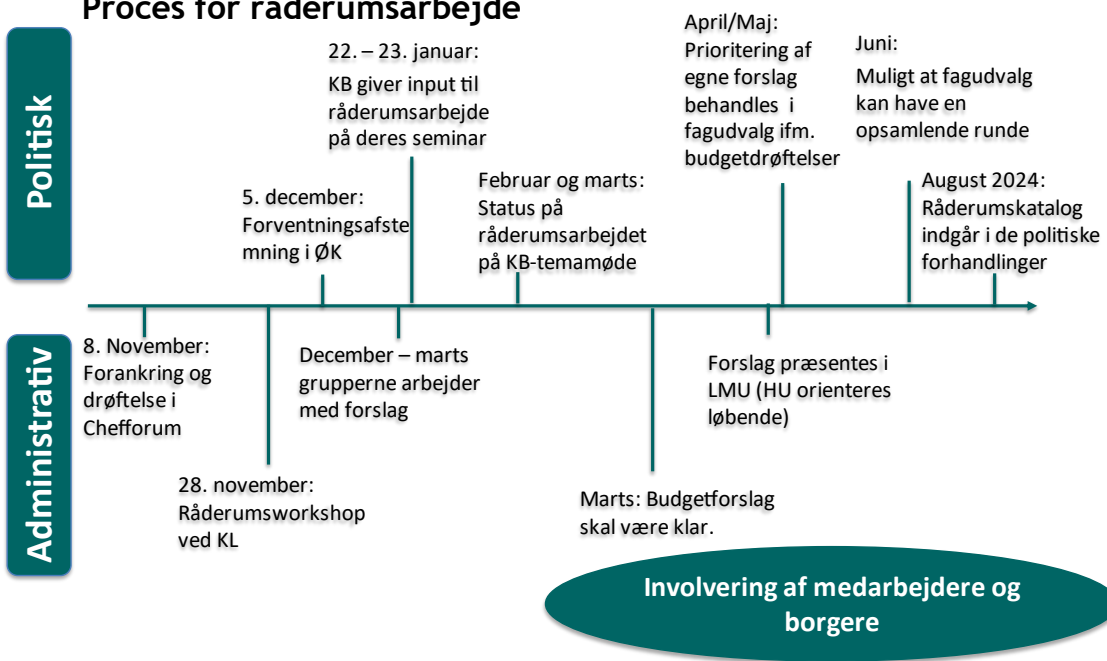 Proces for råderumsarbejde
Politisk
22. – 23. januar:
KB giver input til
råderumsarbejde
på deres seminar
April/Maj:
Prioritering af
egne forslag
behandles i
fagudvalg ifm.
budgetdrøftelser
Juni:
Muligt at fagudvalg
kan have en
opsamlende runde
5. december:
Forventningsafste
mning i ØK
Februar og marts:
Status på
råderumsarbejdet
på KB-temamøde
August 2024:
Råderumskatalog
indgår i de politiske
forhandlinger
Administrativ
8. November:
Forankring og
drøftelse i
Chefforum
December – marts
grupperne arbejder
med forslag
Forslag præsentes i
LMU (HU orienteres
løbende)
28. november:
Råderumsworkshop
ved KL
Marts: Budgetforslag
skal være klar.
Involvering af medarbejdere og
borgere